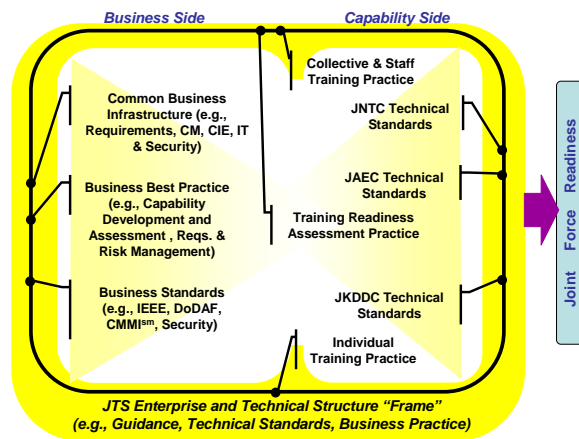 Business Side
Capability Side
Collective & Staff
Training Practice
Common Business
Infrastructure (e.g.,
Requirements, CM, CIE, IT
& Security)
JNTC Technical
Standards
Business Best Practice
(e.g., Capability
Development and
Assessment , Reqs. &
Risk Management)
JAEC Technical
Standards
Training Readiness
Assessment Practice
Business Standards
(e.g., IEEE, DoDAF,
CMMIsm, Security)
JKDDC Technical
Standards
Individual
Training Practice
JTS Enterprise and Technical Structure “Frame”
(e.g., Guidance, Technical Standards, Business Practice)
Joint Force Readiness